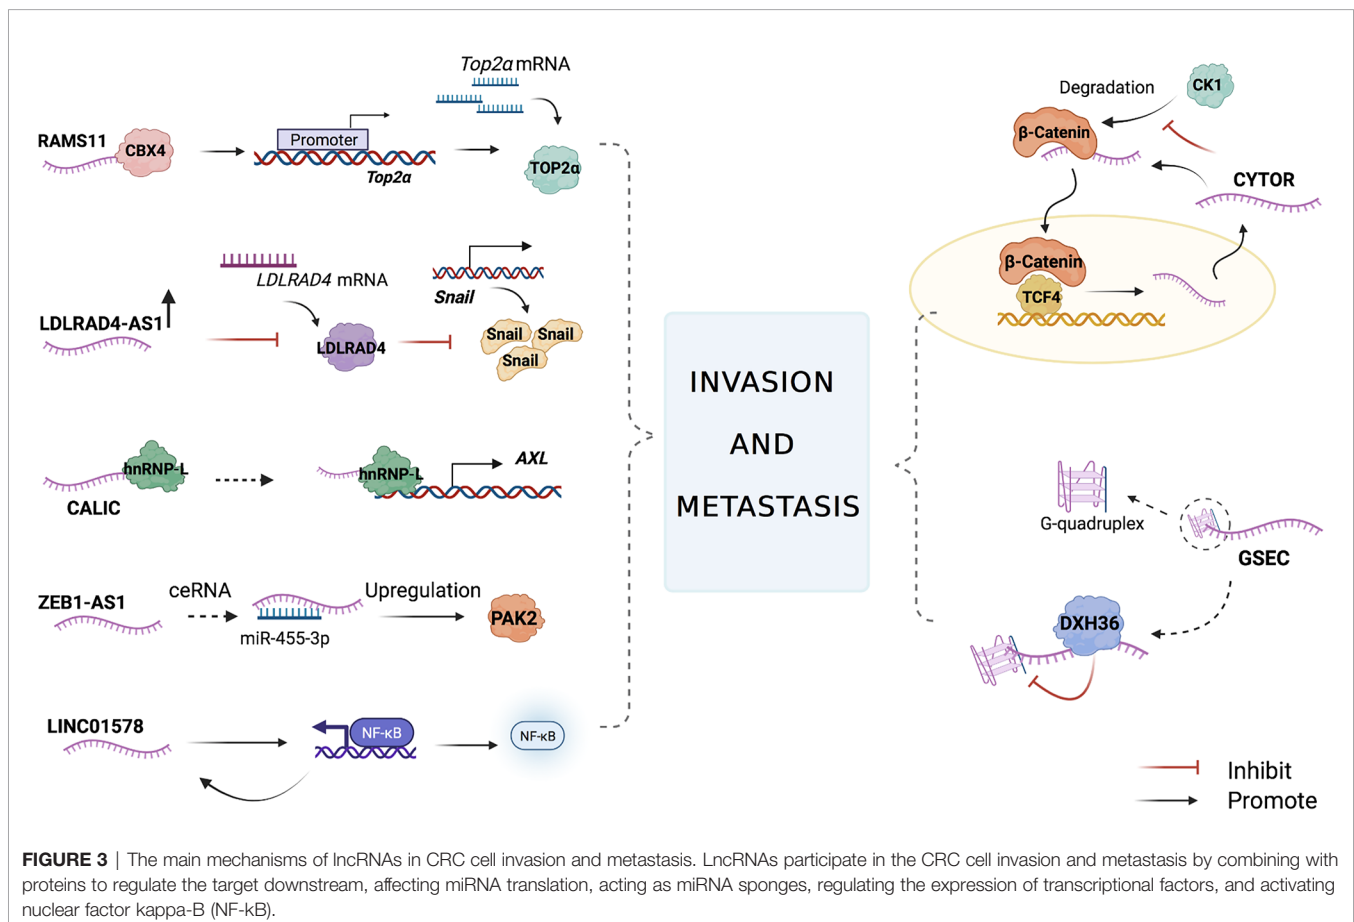 Top2α mRNA
RAMS11
CBX4
Promoter
Top2α
TOP2α
LDLRAD4 mRNA
Snail
LDLRAD4-AS1
LDLRAD4
Snail
Snail
Snail
hnRNP-L
CALIC
hnRNP-L
AXL
ZEB1-AS1
ceRNA
miR-455-3p
Upregulation
PAK2
LINC01578
NF-κB
NF-κB
INVASION
AND
METASTASIS
Degradation
CK1
β-Catenin
CYTOR
β-Catenin
TCF4
G-quadruplex
GSEC
DXH36
Inhibit
Promote
FIGURE 3 | The main mechanisms of lncRNAs in CRC cell invasion and metastasis. LncRNAs participate in the CRC cell invasion and metastasis by combining with
proteins to regulate the target downstream, affecting miRNA translation, acting as miRNA sponges, regulating the expression of transcriptional factors, and activating
nuclear factor kappa-B (NF-kB).